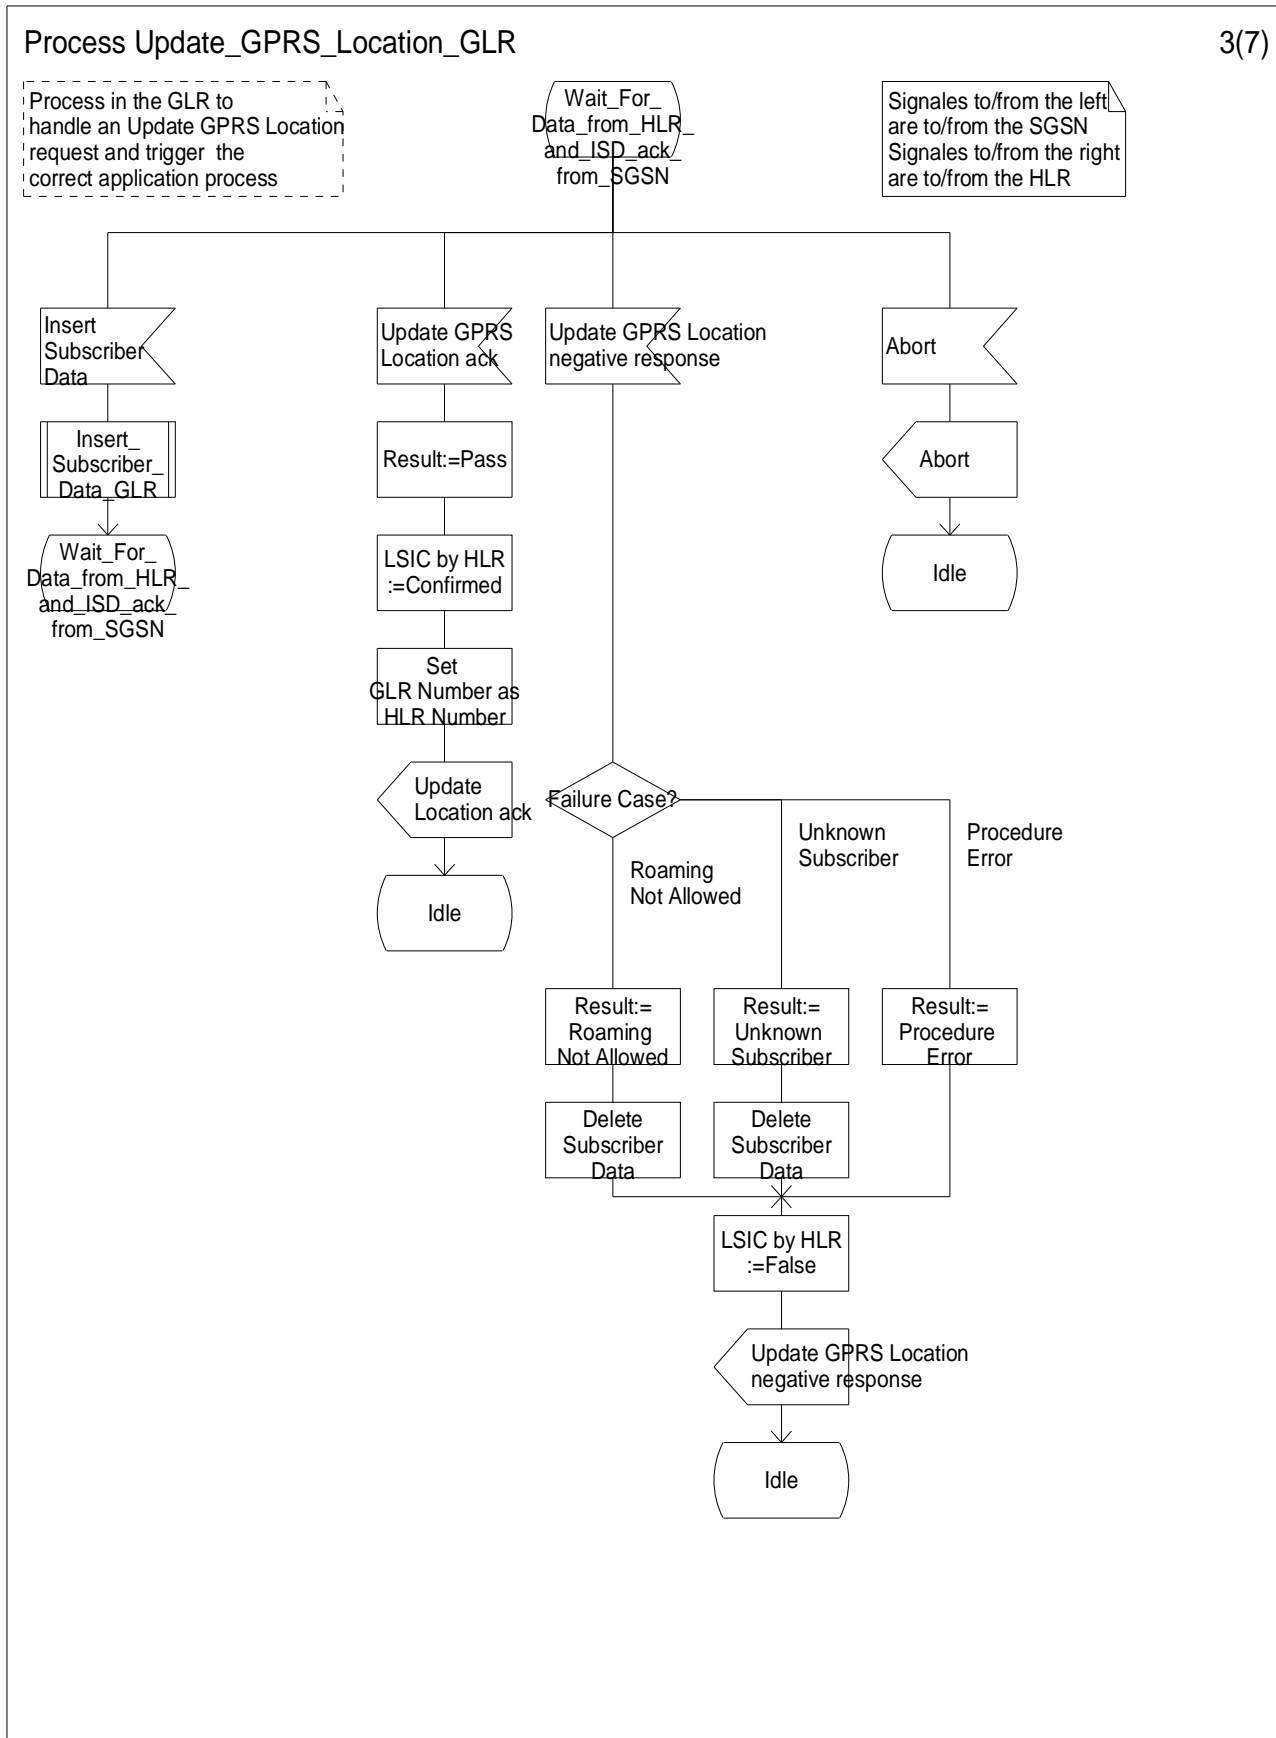 Process Update_GPRS_Location_GLR
3(7)
Process in the GLR to
handle an Update GPRS Location
request and trigger  the
correct application process
Wait_For_
Data_from_HLR_
and_ISD_ack_
from_SGSN
Signales to/from the left
are to/from the SGSN
Signales to/from the right
are to/from the HLR
Insert
Subscriber
Data
Update GPRS
Location ack
Update GPRS Location
negative response
Abort
Insert_
Subscriber_
Data_GLR
Result:=Pass
Abort
Wait_For_
Data_from_HLR_
and_ISD_ack_
from_SGSN
LSIC by HLR
:=Confirmed
Idle
Set
GLR Number as
HLR Number
Update
Location ack
Failure Case?
Unknown
Subscriber
Procedure
Error
Roaming
Not Allowed
Idle
Result:=
Roaming
Not Allowed
Result:=
Unknown
Subscriber
Result:=
Procedure
Error
Delete
Subscriber
Data
Delete
Subscriber
Data
LSIC by HLR
:=False
Update GPRS Location
negative response
Idle